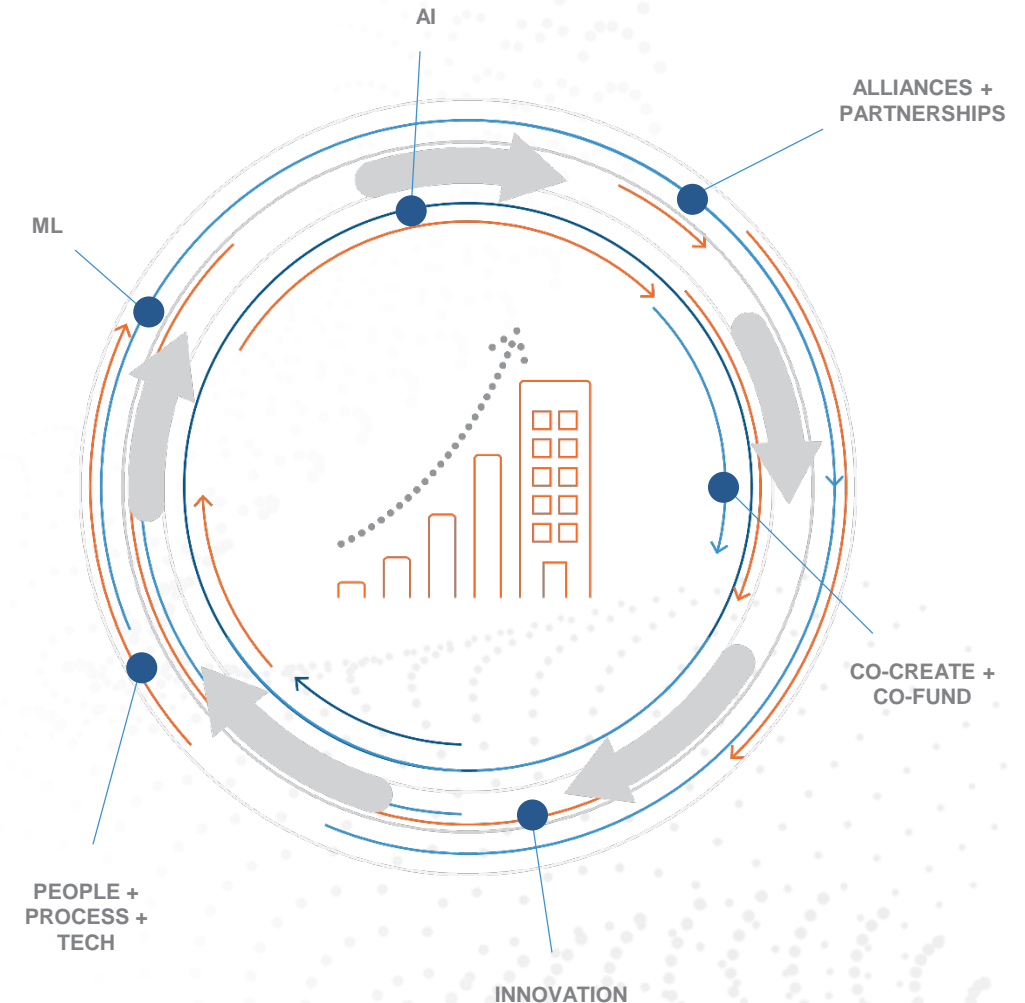 AI
ALLIANCES +
PARTNERSHIPS
ML
CO-CREATE +
CO-FUND
PEOPLE +
PROCESS +
TECH
INNOVATION